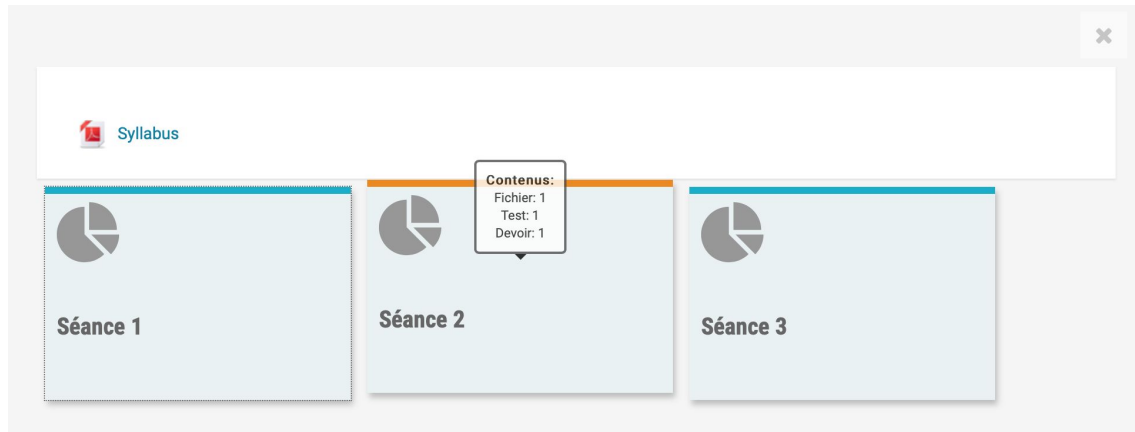 Syllabus
Contenus:
Fichier: 1
Test: 1
Devoir: 1
Séance 1
Séance 2
Séance 3